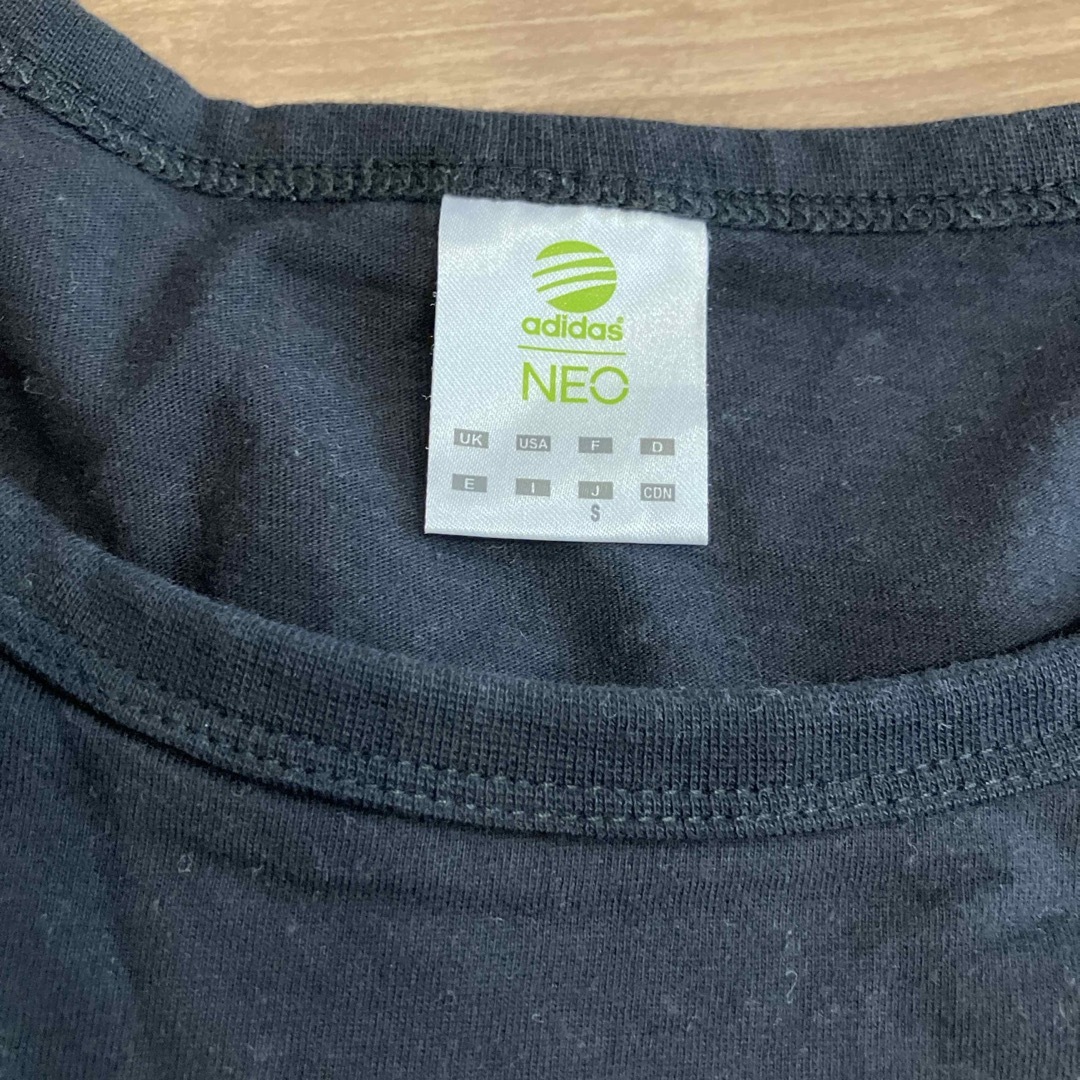 adidas®
NEO
UK USA F D
E I J CDN
S